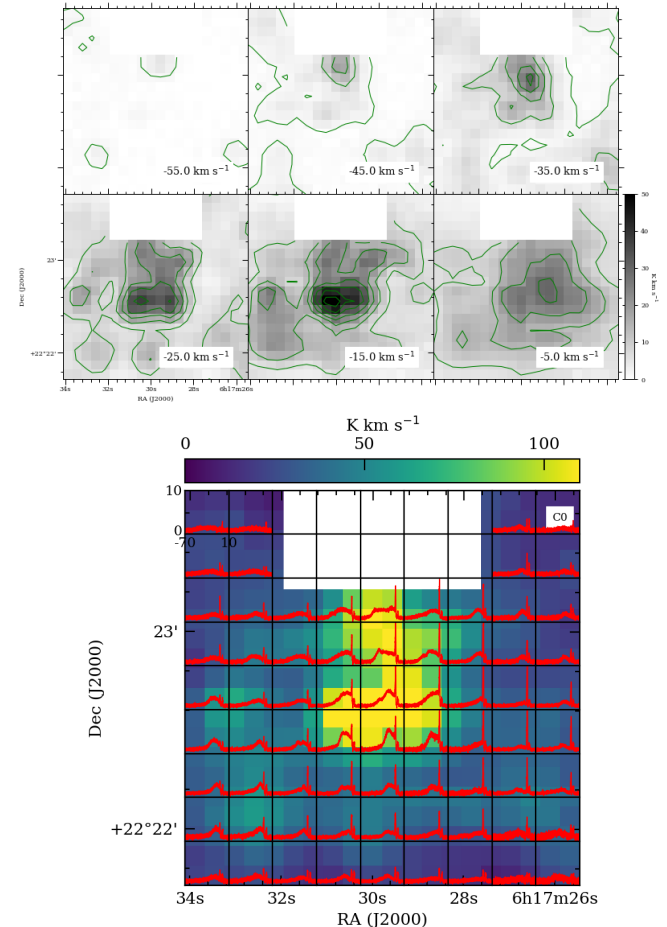 -55.0 km s⁻¹
-45.0 km s⁻¹
-35.0 km s⁻¹
Dec (J2000)
23'
+22°22'
-25.0 km s⁻¹
-15.0 km s⁻¹
-5.0 km s⁻¹
50
40
30
20
10
0
K km s⁻¹
34s 32s 30s 28s 6h17m26s
RA (J2000)
K km s⁻¹
0 50 100
10
0
-70 10
C0
23'
Dec (J2000)
+22°22'
34s 32s 30s 28s 6h17m26s
RA (J2000)